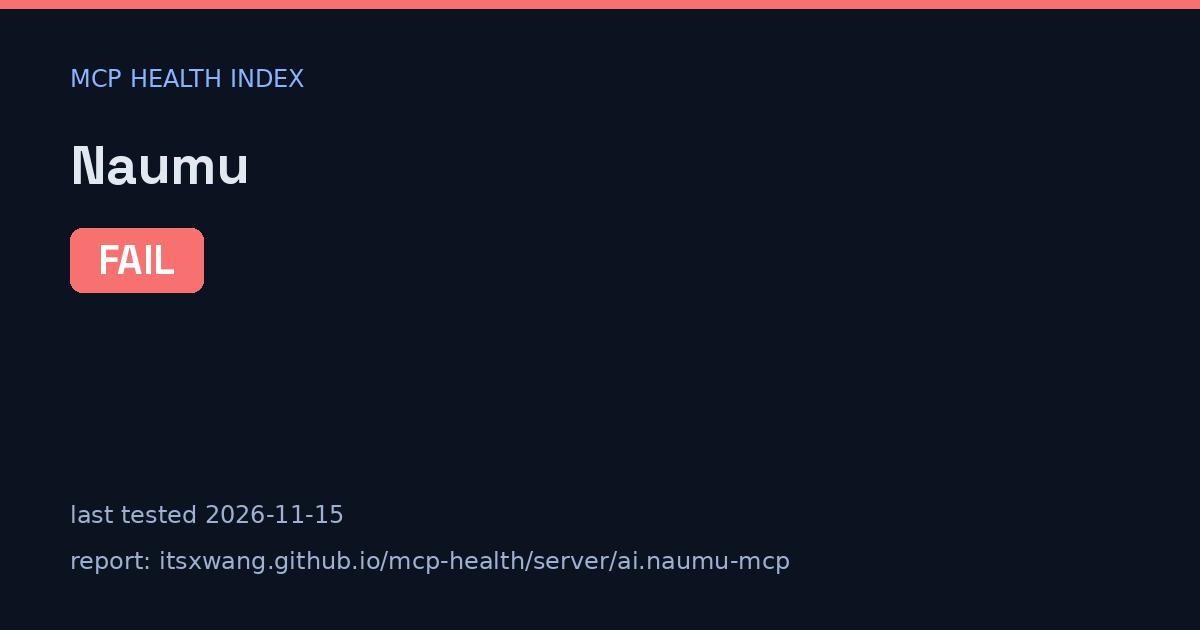 MCP HEALTH INDEX
Naumu
FAIL
last tested 2026-11-15
report: itsxwang.github.io/mcp-health/server/ai.naumu-mcp